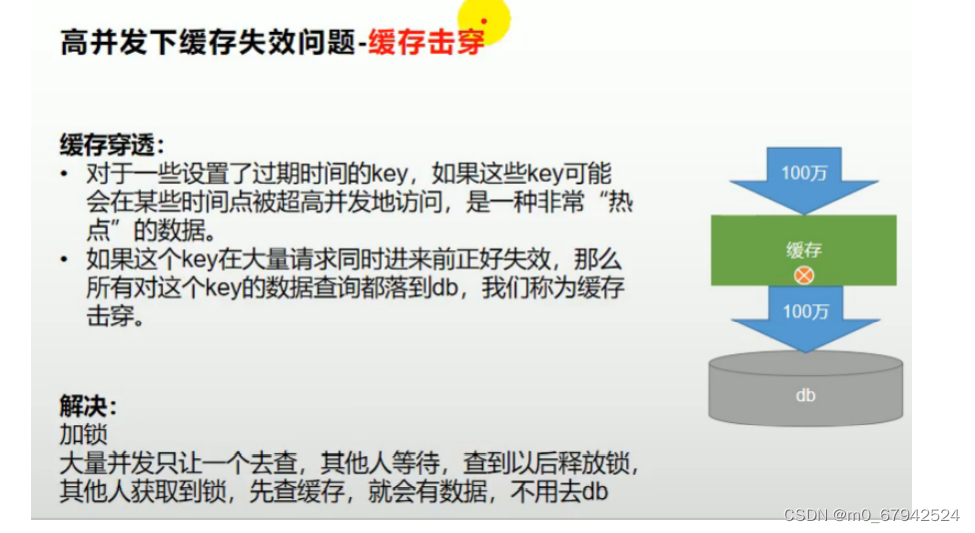 高并发下缓存失效问题-缓存击穿
缓存穿透：
• 对于一些设置了过期时间的key，如果这些key可能
会在某些时间点被超高并发地访问，是一种非常“热
点”的数据。
• 如果这个key在大量请求同时进来前正好失效，那么
所有对这个key的数据查询都落到db，我们称为缓存
击穿。
解决：
加锁
大量并发只让一个去查，其他人等待，查到以后释放锁，
其他人获取到锁，先查缓存，就会有数据，不用去db
100万
缓存
100万
db
CSDN @m0_67942524